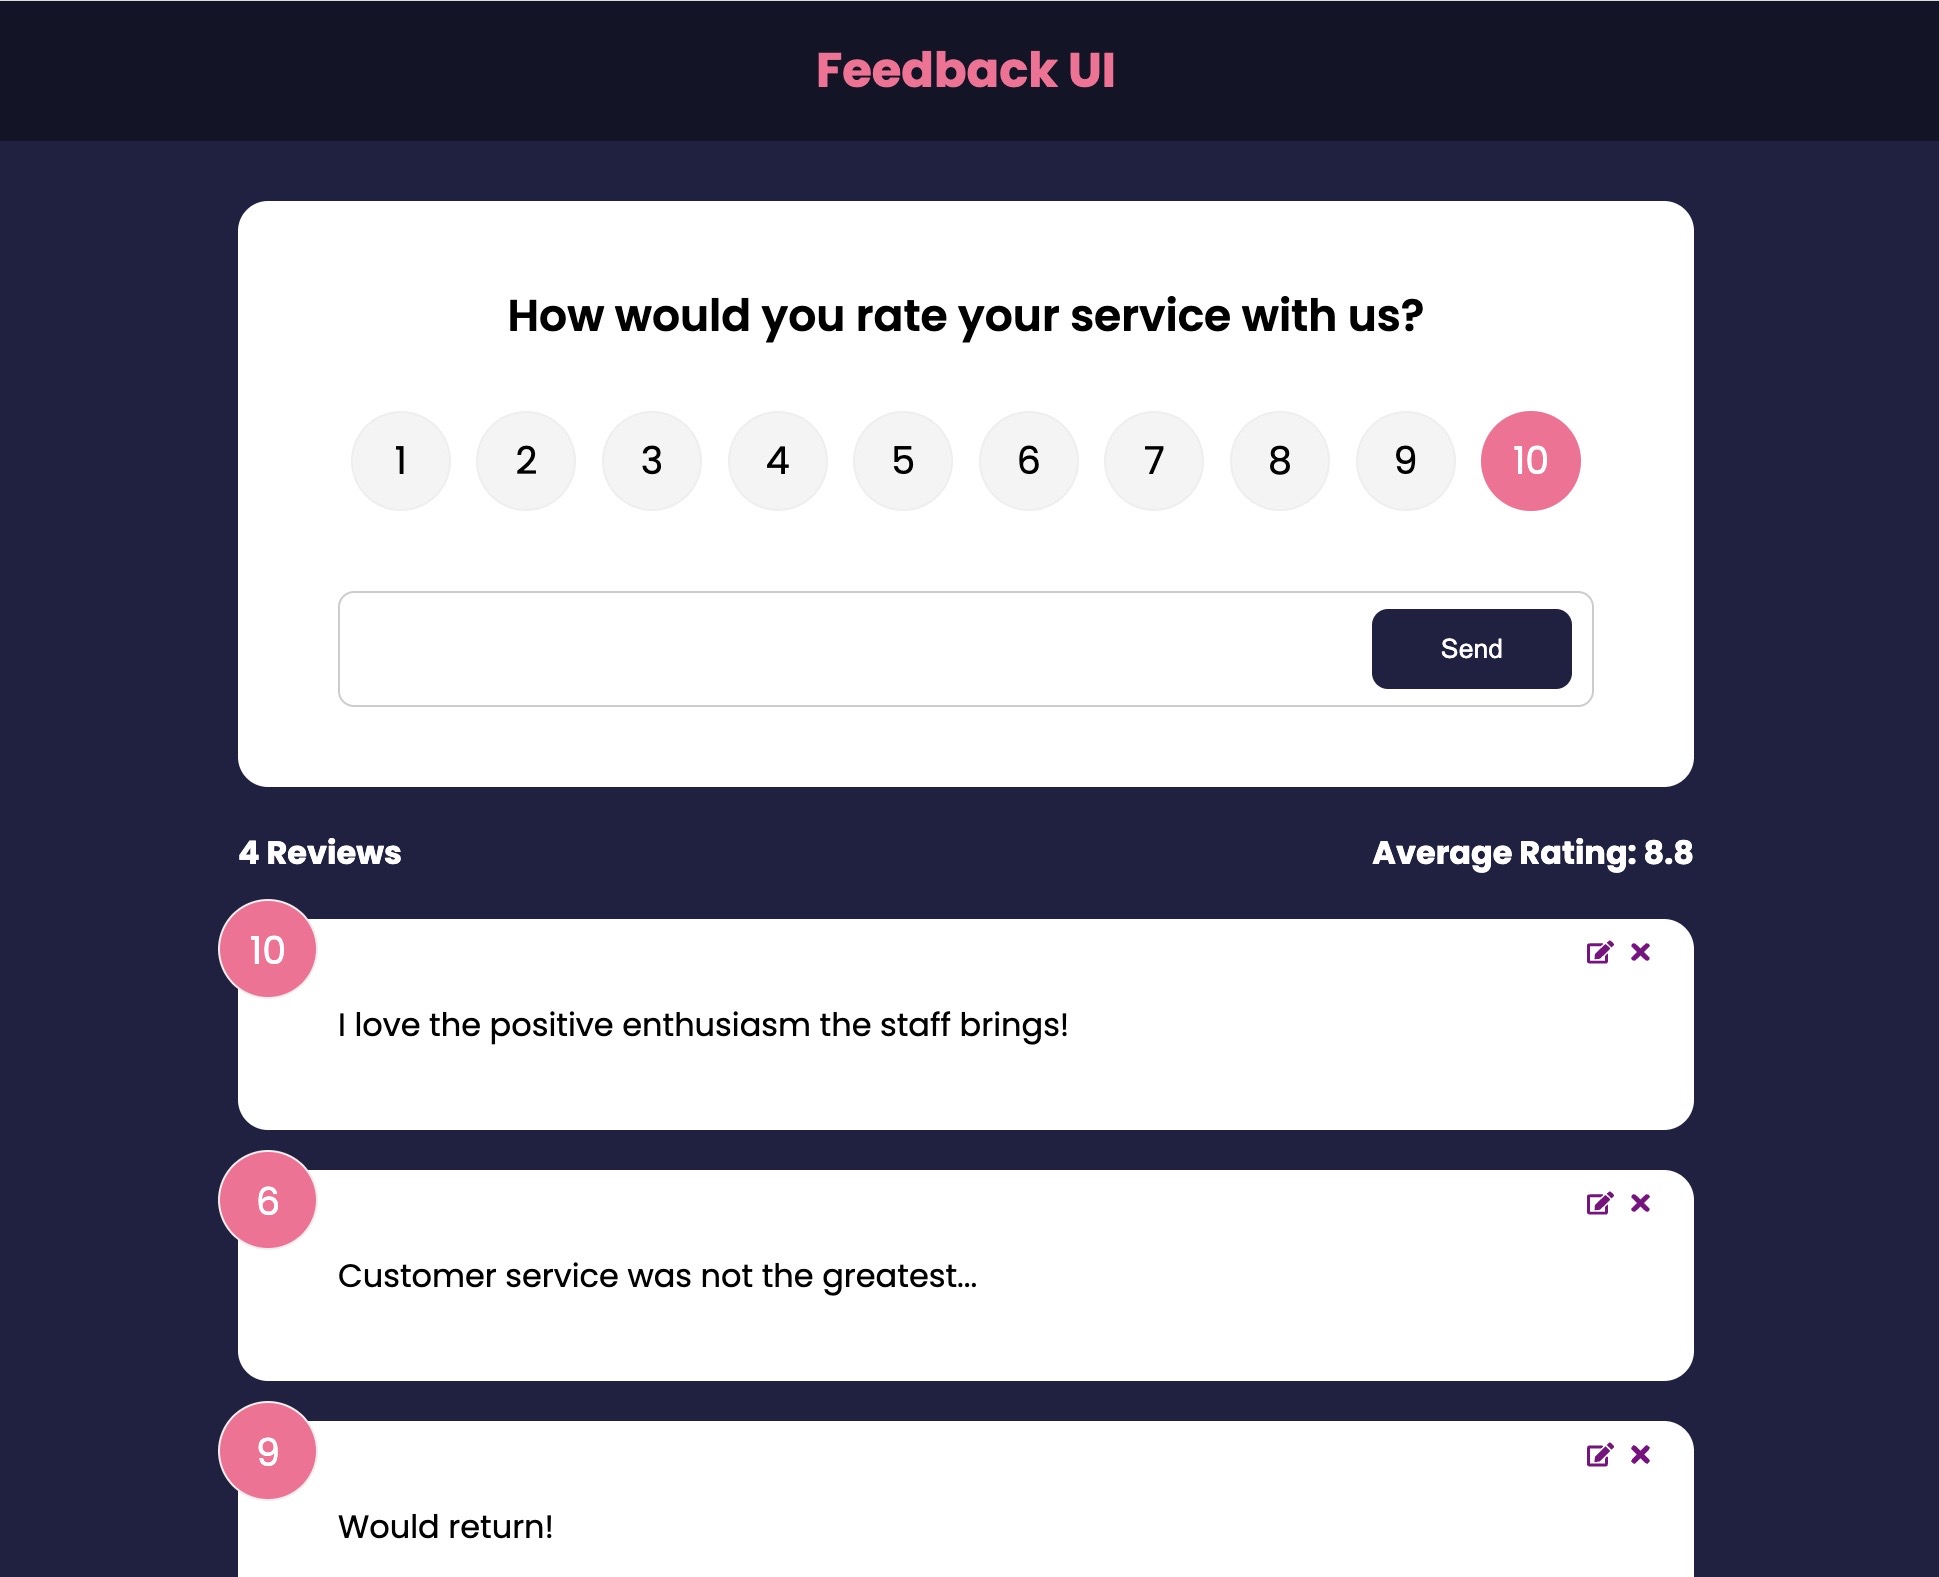 Feedback UI
How would you rate your service with us?
1 2 3 4 5 6 7 8 9 10
Send
4 Reviews Average Rating: 8.8
10
I love the positive enthusiasm the staff brings!
6
Customer service was not the greatest...
9
Would return!